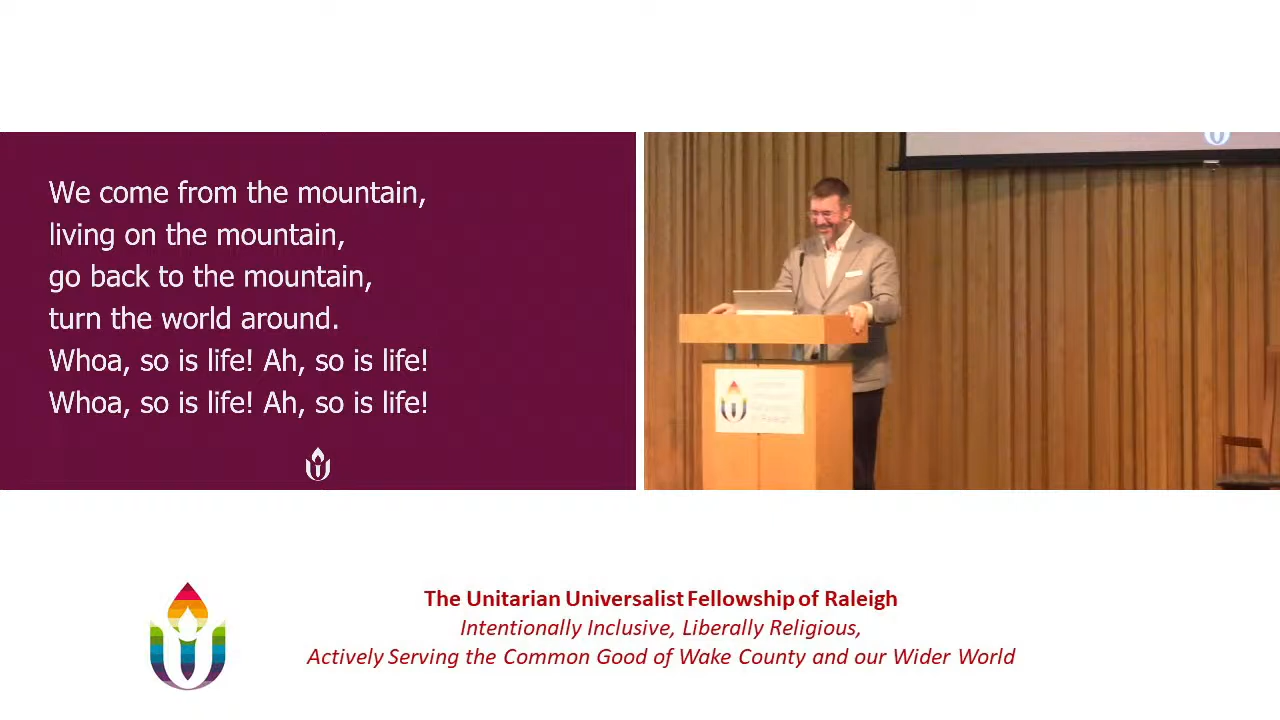 We come from the mountain,
living on the mountain,
go back to the mountain,
turn the world around.
Whoa, so is life! Ah, so is life!
Whoa, so is life! Ah, so is life!
of Raleigh
The Unitarian Universalist Fellowship of Raleigh
Intentionally Inclusive, Liberally Religious,
Actively Serving the Common Good of Wake County and our Wider World